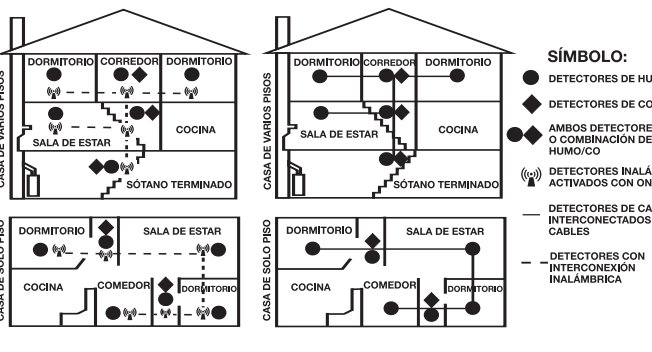 DORMITORIO CORREDOR DORMITORIO
SALA DE ESTAR
COCINA
SÓTANO TERMINADO
CASA DE VARIOS PISOS
DORMITORIO CORREDOR DORMITORIO
SALA DE ESTAR
COCINA
SÓTANO TERMINADO
CASA DE VARIOS PISOS
SÍMBOLO:
DETECTORES DE HU
DETECTORES DE CO
AMBOS DETECTORE
O COMBINACIÓN DE
HUMO/CO
DETECTORES INALÁ
ACTIVADOS CON ON
DETECTORES DE CA
INTERCONECTADOS
CABLES
DETECTORES CON
INTERCONEXIÓN
INALÁMBRICA
DORMITORIO
SALA DE ESTAR
COCINA
COMEDOR
DORMITORIO
CASA DE SOLO PISO
DORMITORIO
SALA DE ESTAR
COCINA
COMEDOR
DORMITORIO
CASA DE SOLO PISO